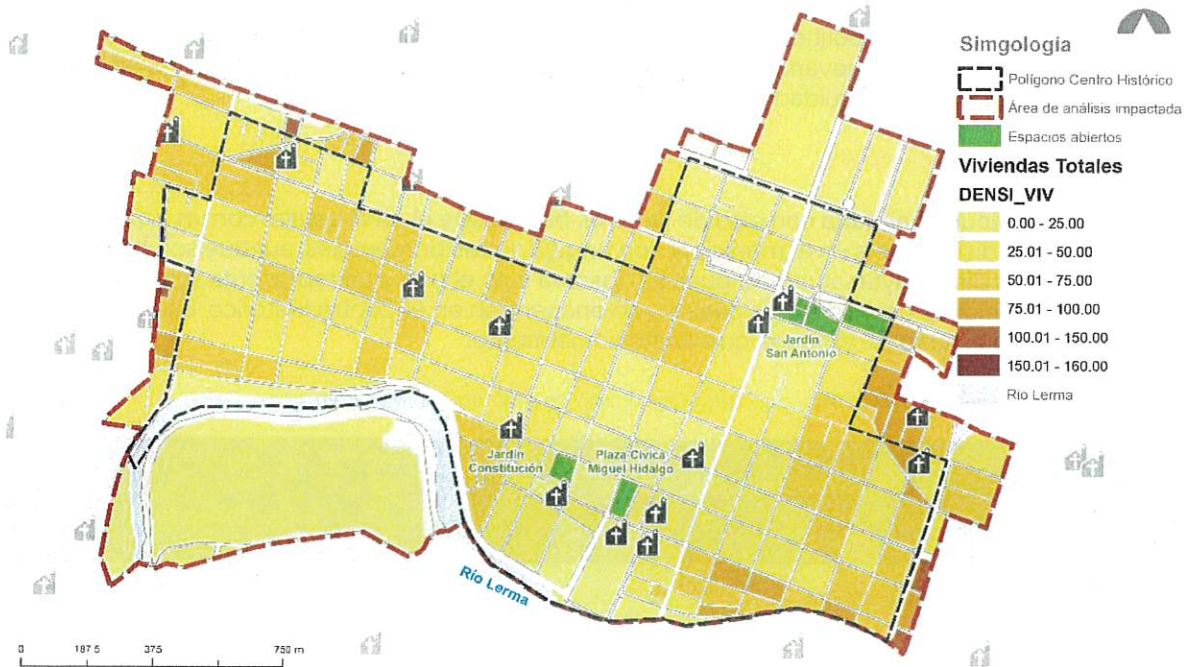 Simgología
Polígono Centro Histórico
Área de análisis impactada
Espacios abiertos
Viviendas Totales
DENSI_VIV
0.00 - 25.00
25.01 - 50.00
50.01 - 75.00
75.01 - 100.00
100.01 - 150.00
150.01 - 160.00
Río Lerma
Jardín
San Antonio
Jardín
Constitución
Plaza Cívica
Miguel Hidalgo
Río Lerma
0 187.5 375 750 m